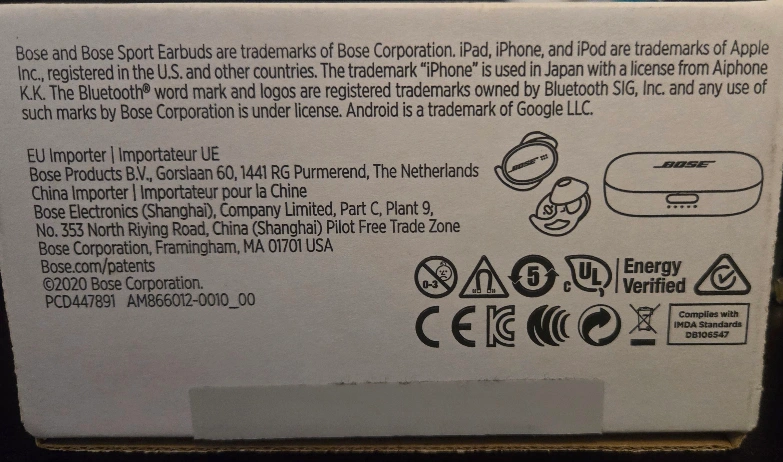 Bose and Bose Sport Earbuds are trademarks of Bose Corporation. iPad, iPhone, and iPod are trademarks of Apple
Inc., registered in the U.S. and other countries. The trademark "iPhone" is used in Japan with a license from Aiphone
K.K. The Bluetooth® word mark and logos are registered trademarks owned by Bluetooth SIG, Inc. and any use of
such marks by Bose Corporation is under license. Android is a trademark of Google LLC.
EU Importer | Importateur UE
Bose Products B.V., Gorslaan 60, 1441 RG Purmerend, The Netherlands
China Importer | Importateur pour la Chine
Bose Electronics (Shanghai), Company Limited, Part C, Plant 9,
No. 353 North Riying Road, China (Shanghai) Pilot Free Trade Zone
Bose Corporation, Framingham, MA 01701 USA
Bose.com/patents
©2020 Bose Corporation.
PCD447891 AM866012-0010_00
BOSE
BOSE
0-3
5
c UL Energy
Verified
CE KC
Complies with
IMDA Standards
DB106547